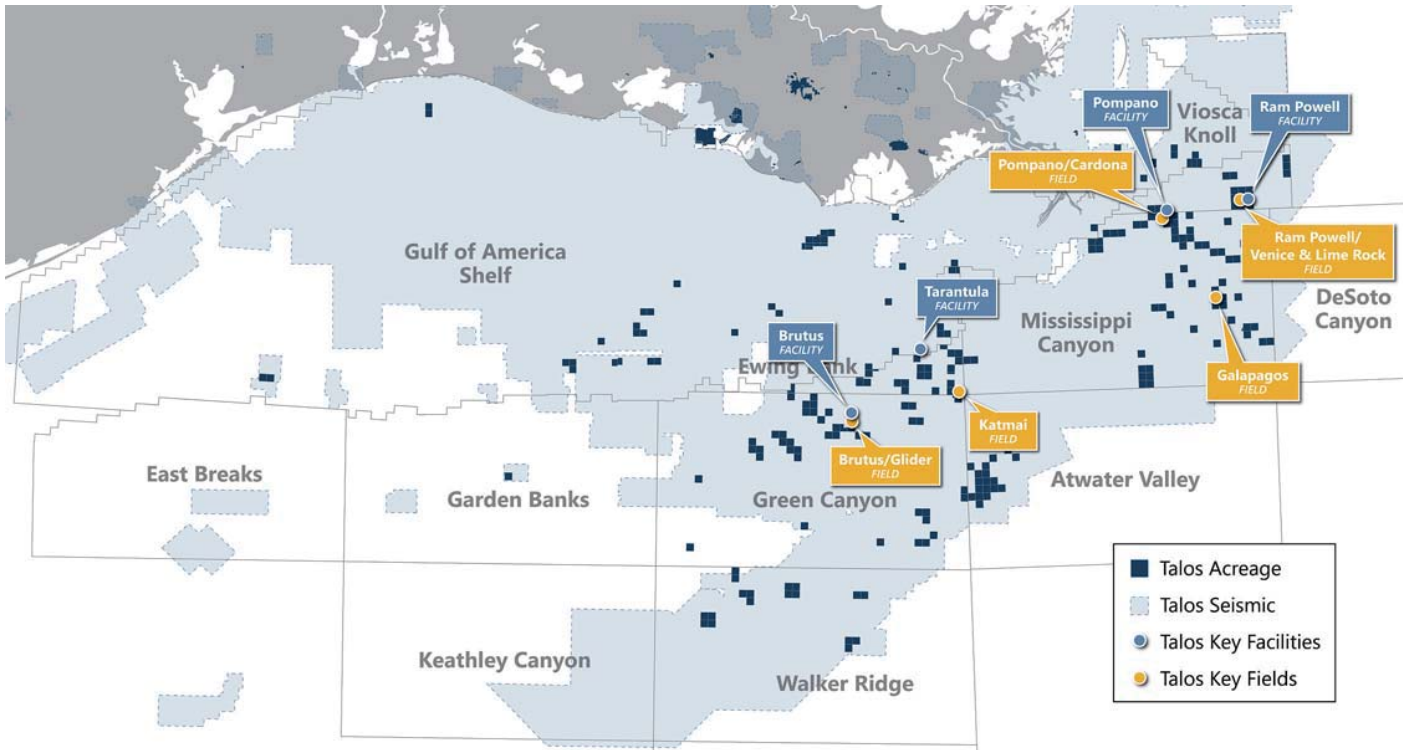 Pompano
FACILITY
Viosca
Knoll
Ram Powell
FACILITY
Pompano/Cardona
FIELD
Gulf of America
Shelf
Ram Powell/
Venice & Lime Rock
FIELD
Tarantula
FACILITY
DeSoto
Canyon
Mississippi
Canyon
Brutus
FACILITY
Ewing Bank
Galapagos
FIELD
Katmai
FIELD
Brutus/Glider
FIELD
East Breaks
Garden Banks
Green Canyon
Atwater Valley
Keathley Canyon
Walker Ridge
Talos Acreage
Talos Seismic
Talos Key Facilities
Talos Key Fields